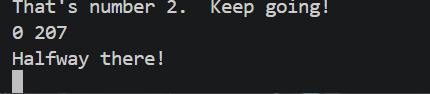 That's number 2.  Keep going!
0 207
Halfway there!